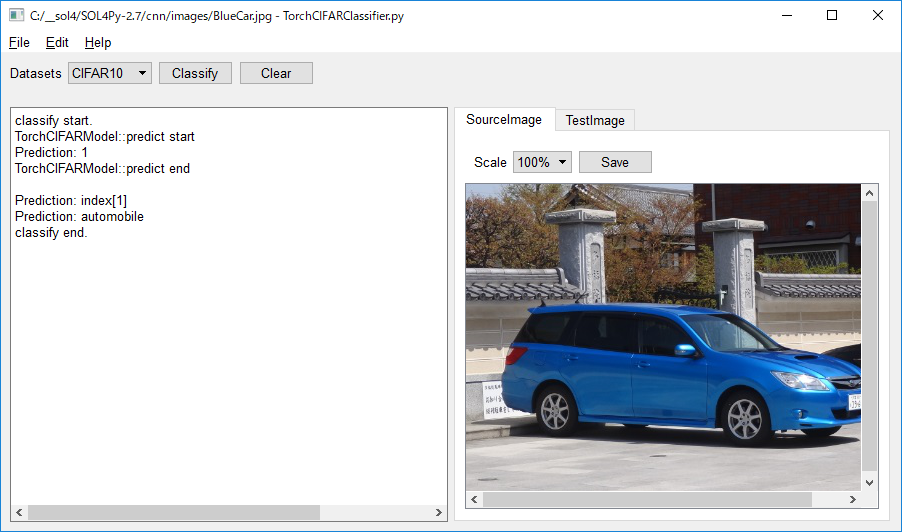 C:/__sol4/SOL4Py-2.7/cnn/images/BlueCar.jpg - TorchCIFARClassifier.py
File Edit Help
Datasets CIFAR10 Classify Clear
classify start.
TorchCIFARModel::predict start
Prediction: 1
TorchCIFARModel::predict end
Prediction: index[1]
Prediction: automobile
classify end.
SourceImage TestImage
Scale 100% Save